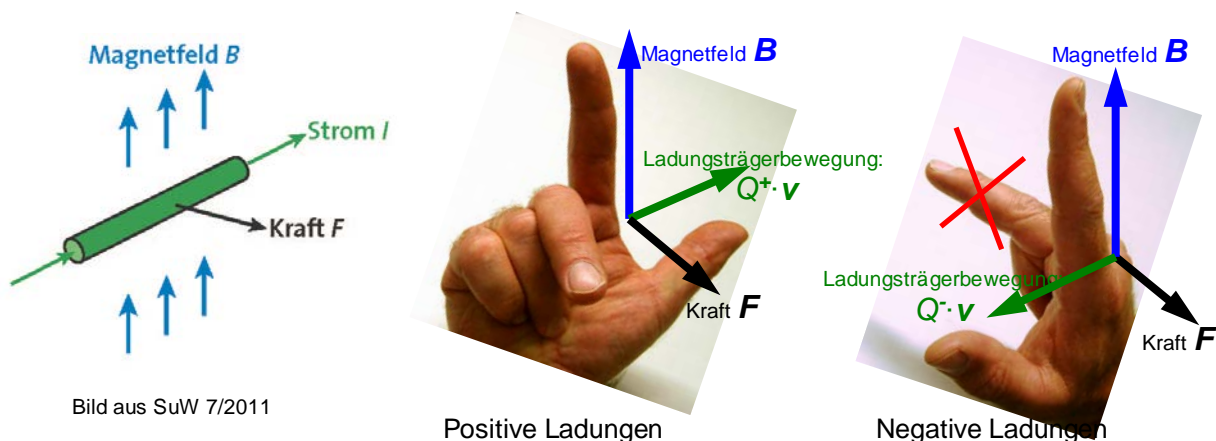 Magnetfeld B
Strom I
Kraft F
Bild aus SuW 7/2011
Magnetfeld B
Ladungsträgerbewegung:
Q⁺· v
Kraft F
Positive Ladungen
Magnetfeld B
Ladungsträgerbewegung:
Q⁻· v
Kraft F
Negative Ladungen